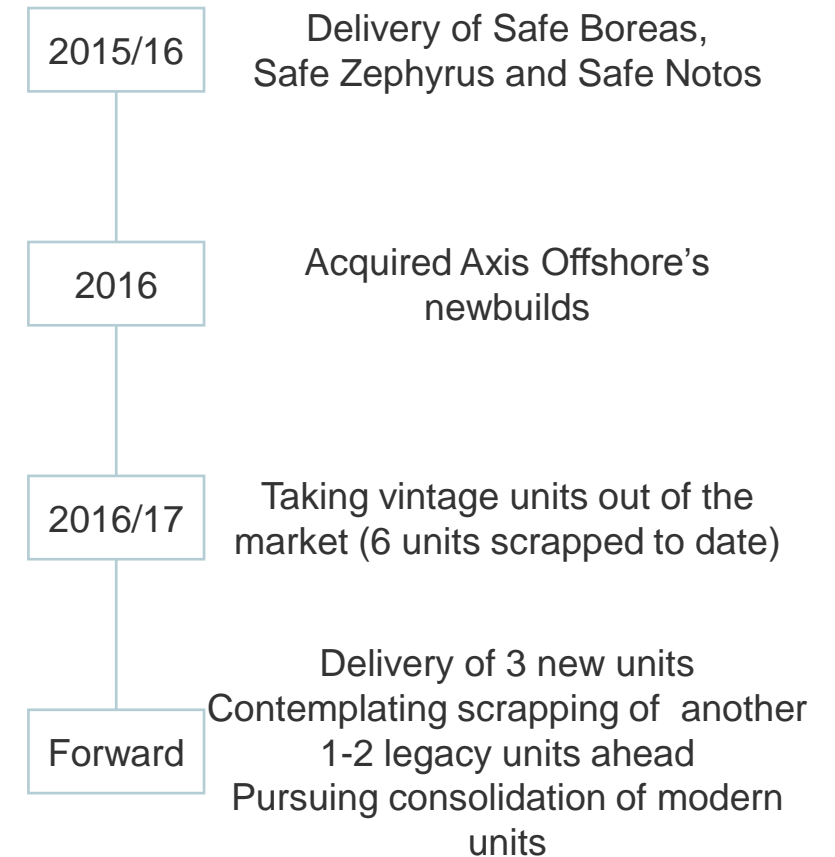 2015/16
Delivery of Safe Boreas,
Safe Zephyrus and Safe Notos
2016
Acquired Axis Offshore's
newbuilds
2016/17
Taking vintage units out of the
market (6 units scrapped to date)
Forward
Delivery of 3 new units
Contemplating scrapping of another
1-2 legacy units ahead
Pursuing consolidation of modern
units